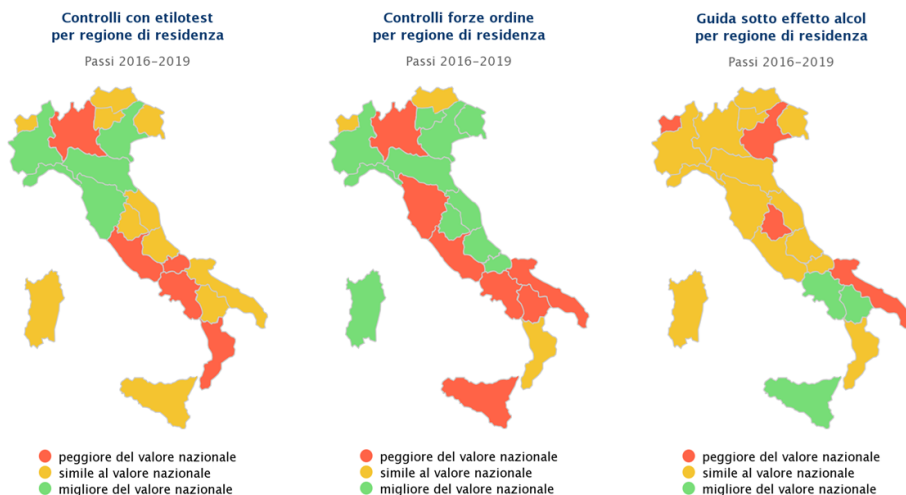 Controlli con etilotest
per regione di residenza
Passi 2016-2019
peggiore del valore nazionale
simile al valore nazionale
migliore del valore nazionale
Controlli forze ordine
per regione di residenza
Passi 2016-2019
peggiore del valore nazionale
simile al valore nazionale
migliore del valore nazionale
Guida sotto effetto alcol
per regione di residenza
Passi 2016-2019
peggiore del valore nazionale
simile al valore nazionale
migliore del valore nazionale